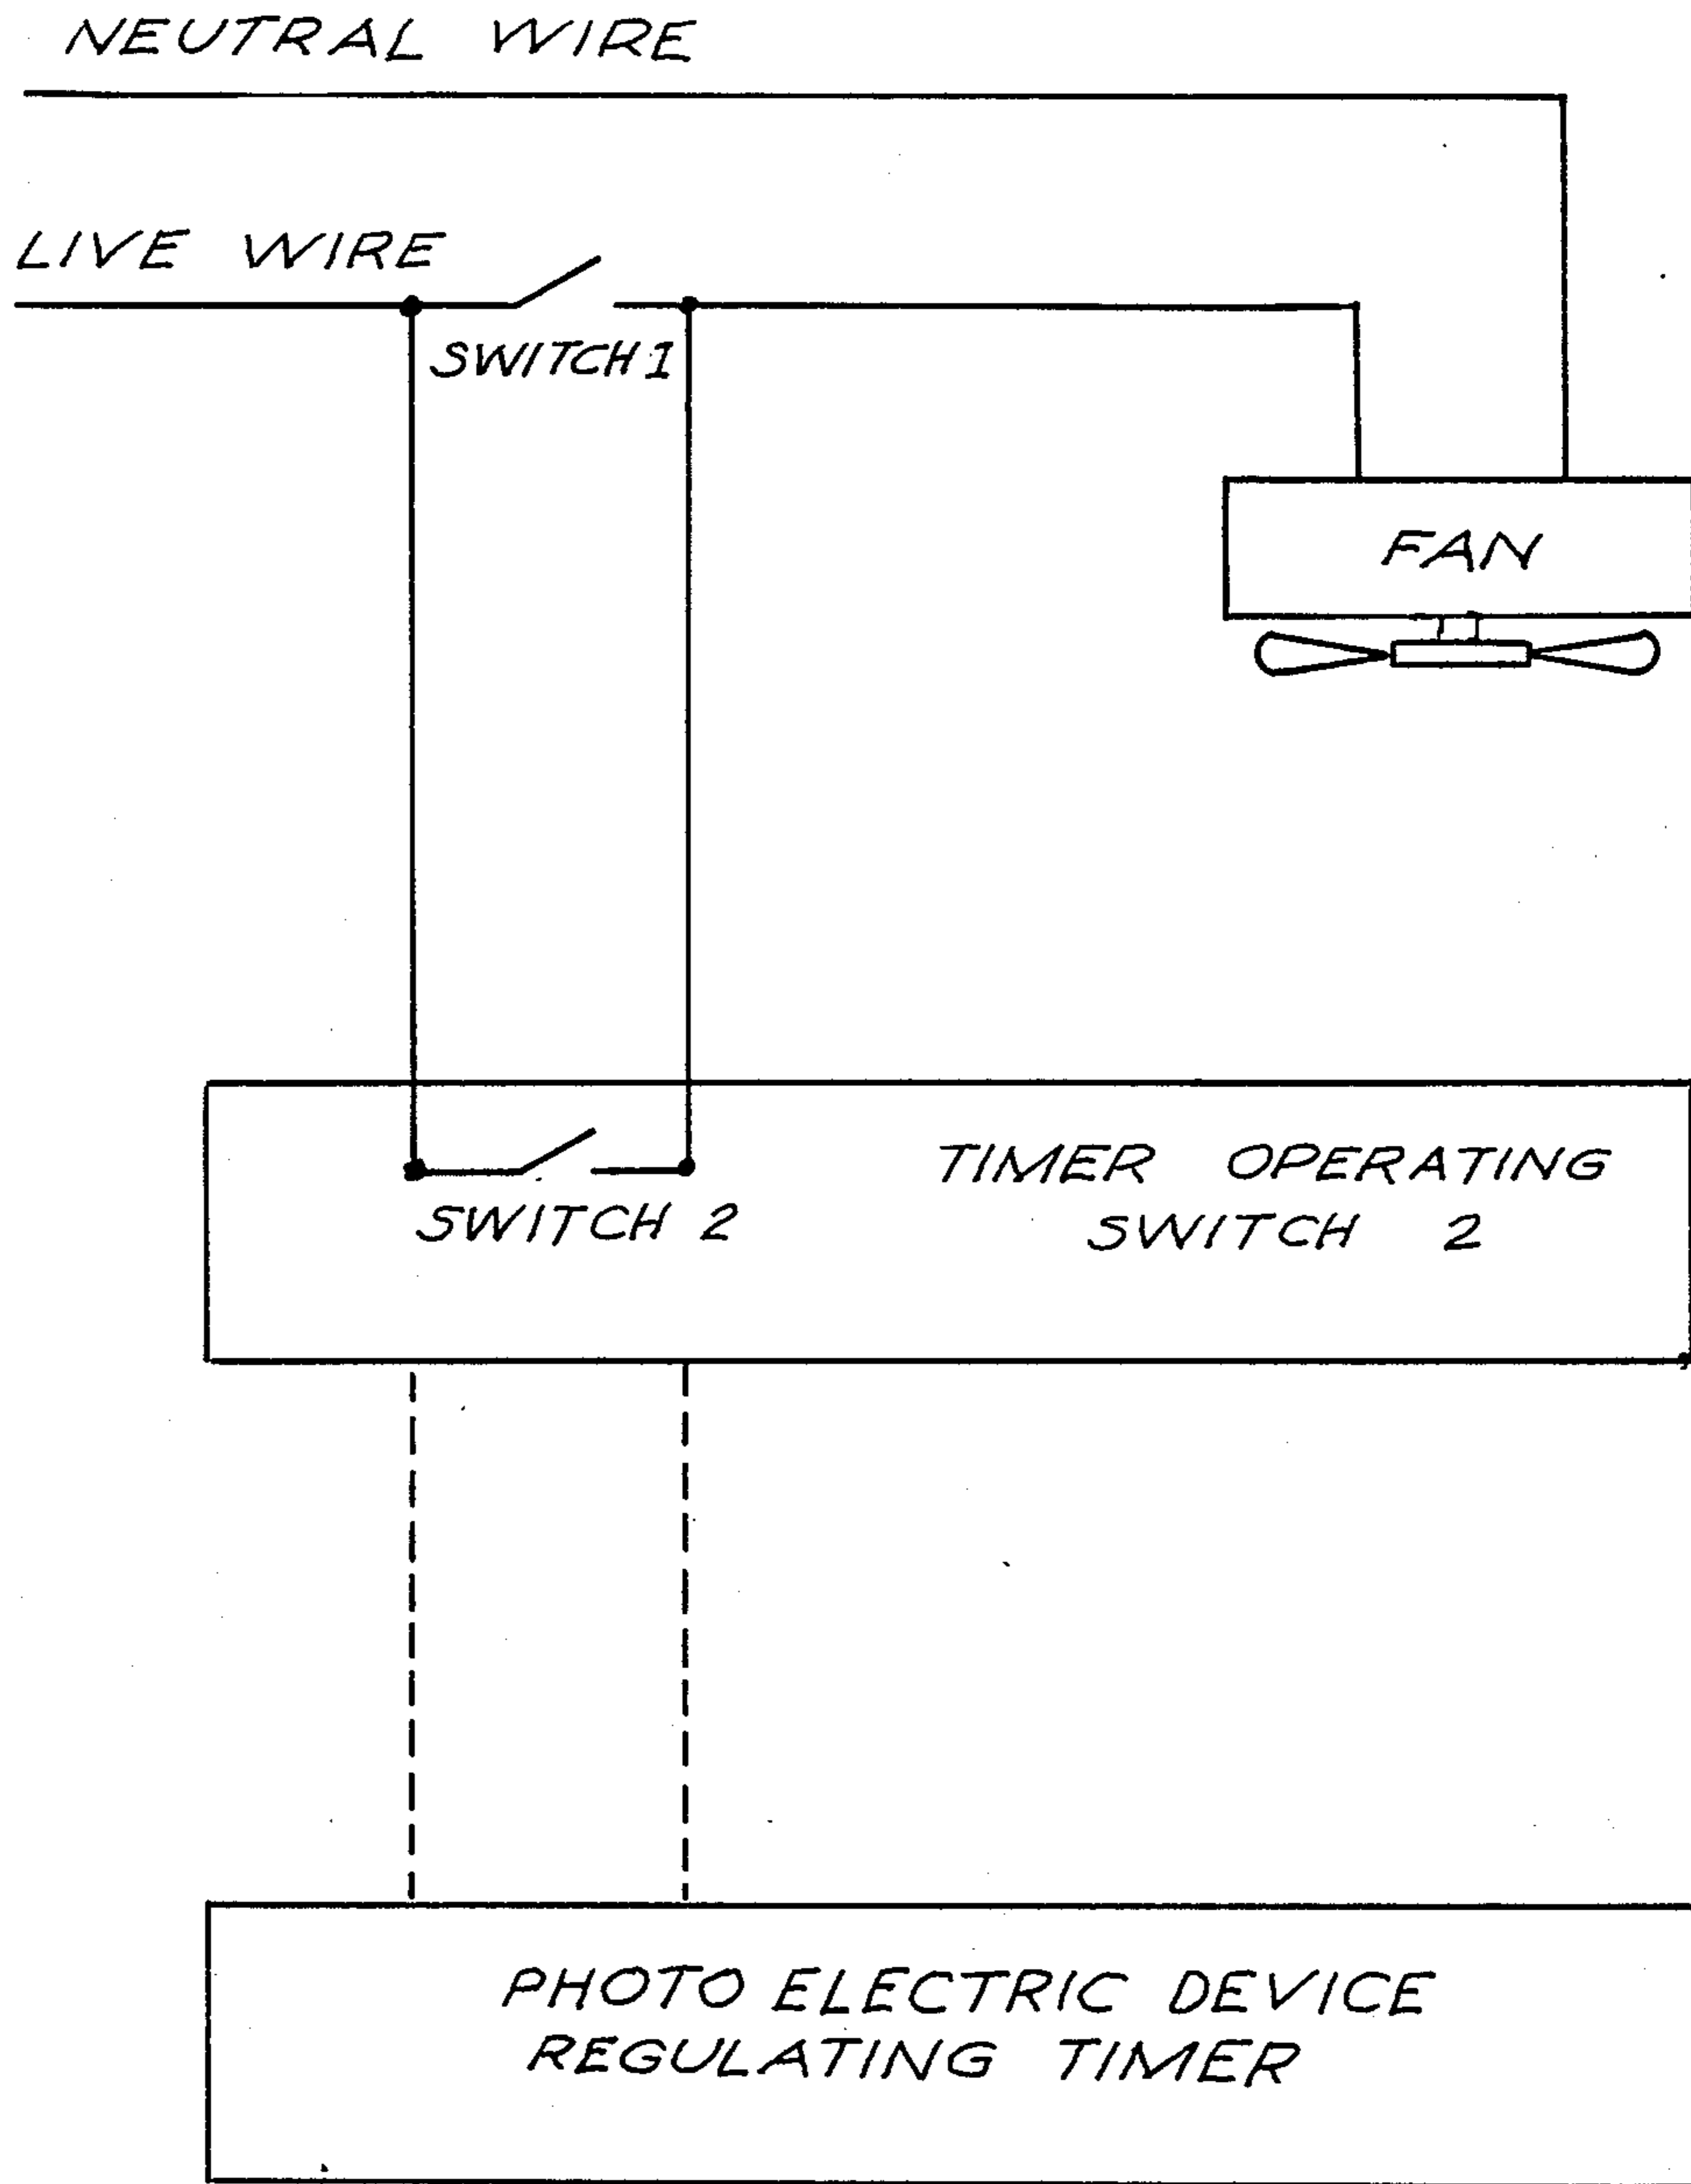 NEUTRAL WIRE
LIVE WIRE
SWITCH 1
FAN
TIMER OPERATING
SWITCH 2
SWITCH 2
PHOTO ELECTRIC DEVICE
REGULATING TIMER